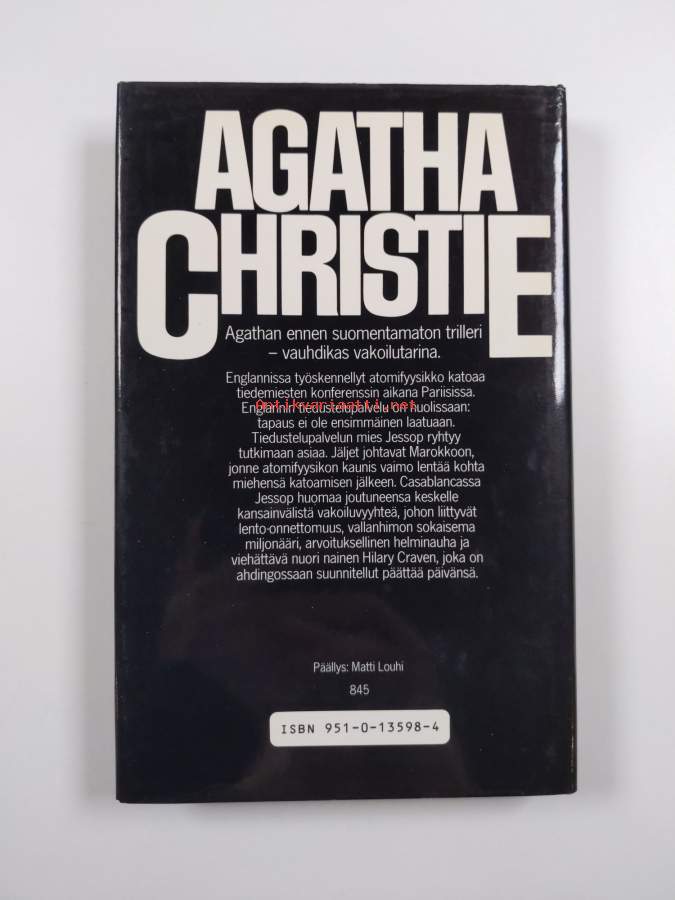 AGATHA
CHRISTIE
Agathan ennen suomentamaton trilleri
– vauhdikas vakoilutarina.
Englannissa työskennellyt atomifyysikko katoaa
tiedemiesten konferenssin aikana Pariisissa.
Englannin tiedustelupalvelu on huolissaan:
Antikvariaatti.net
tapaus ei ole ensimmäinen laatuaan.
Tiedustelupalvelun mies Jessop ryhtyy
tutkimaan asiaa. Jäljet johtavat Marokkoon,
jonne atomifyysikon kaunis vaimo lentää kohta
miehensä katoamisen jälkeen. Casablancassa
Jessop huomaa joutuneensa keskelle
kansainvälistä vakoiluvyyhteä, johon liittyvät
lento-onnettomuus, vallanhimon sokaisema
miljonääri, arvoituksellinen helminauha ja
viehättävä nuori nainen Hilary Craven, joka on
ahdingossaan suunnitellut päättää päivänsä.
Päällys: Matti Louhi
845
ISBN 951-0-13598-4